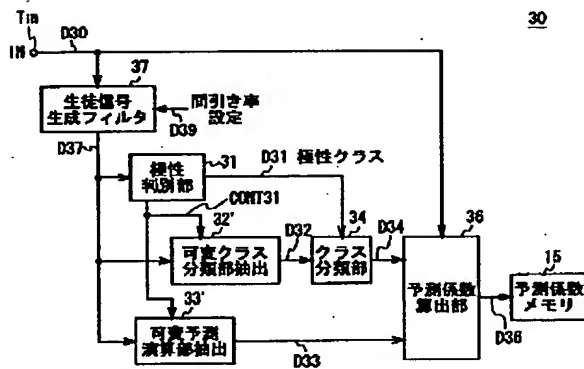 30
Tin
IN
D30
37
生徒信号
生成フィルタ
間引き率
設定
D39
D37
31
極性
判別部
D31 極性クラス
CONT31
32'
可変クラス
分類部抽出
D32
34
クラス
分類部
D34
36
予測係数
算出部
15
予測係数
メモリ
D36
33'
可変予測
演算部抽出
D33